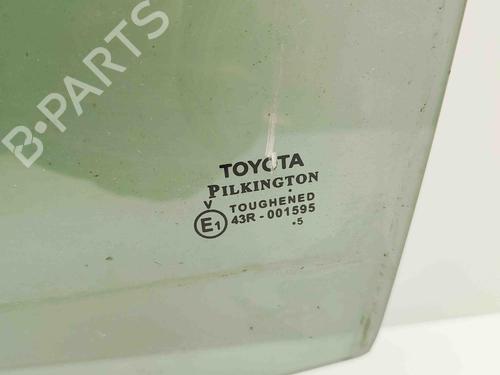 B-PARTS
TOYOTA
PILKINGTON
V
TOUGHENED
E1 43R-001595
.5